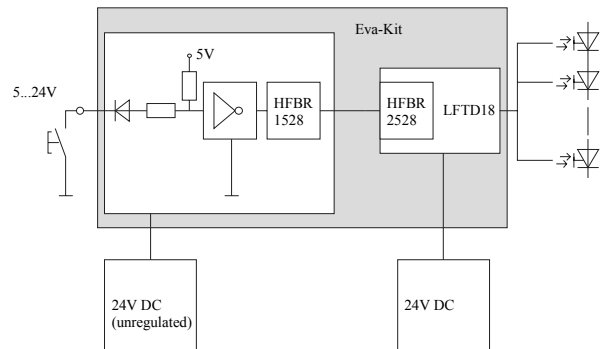 Eva-Kit
5V
5...24V
HFBR
1528
HFBR
2528
LFTD18
24V DC
(unregulated)
24V DC